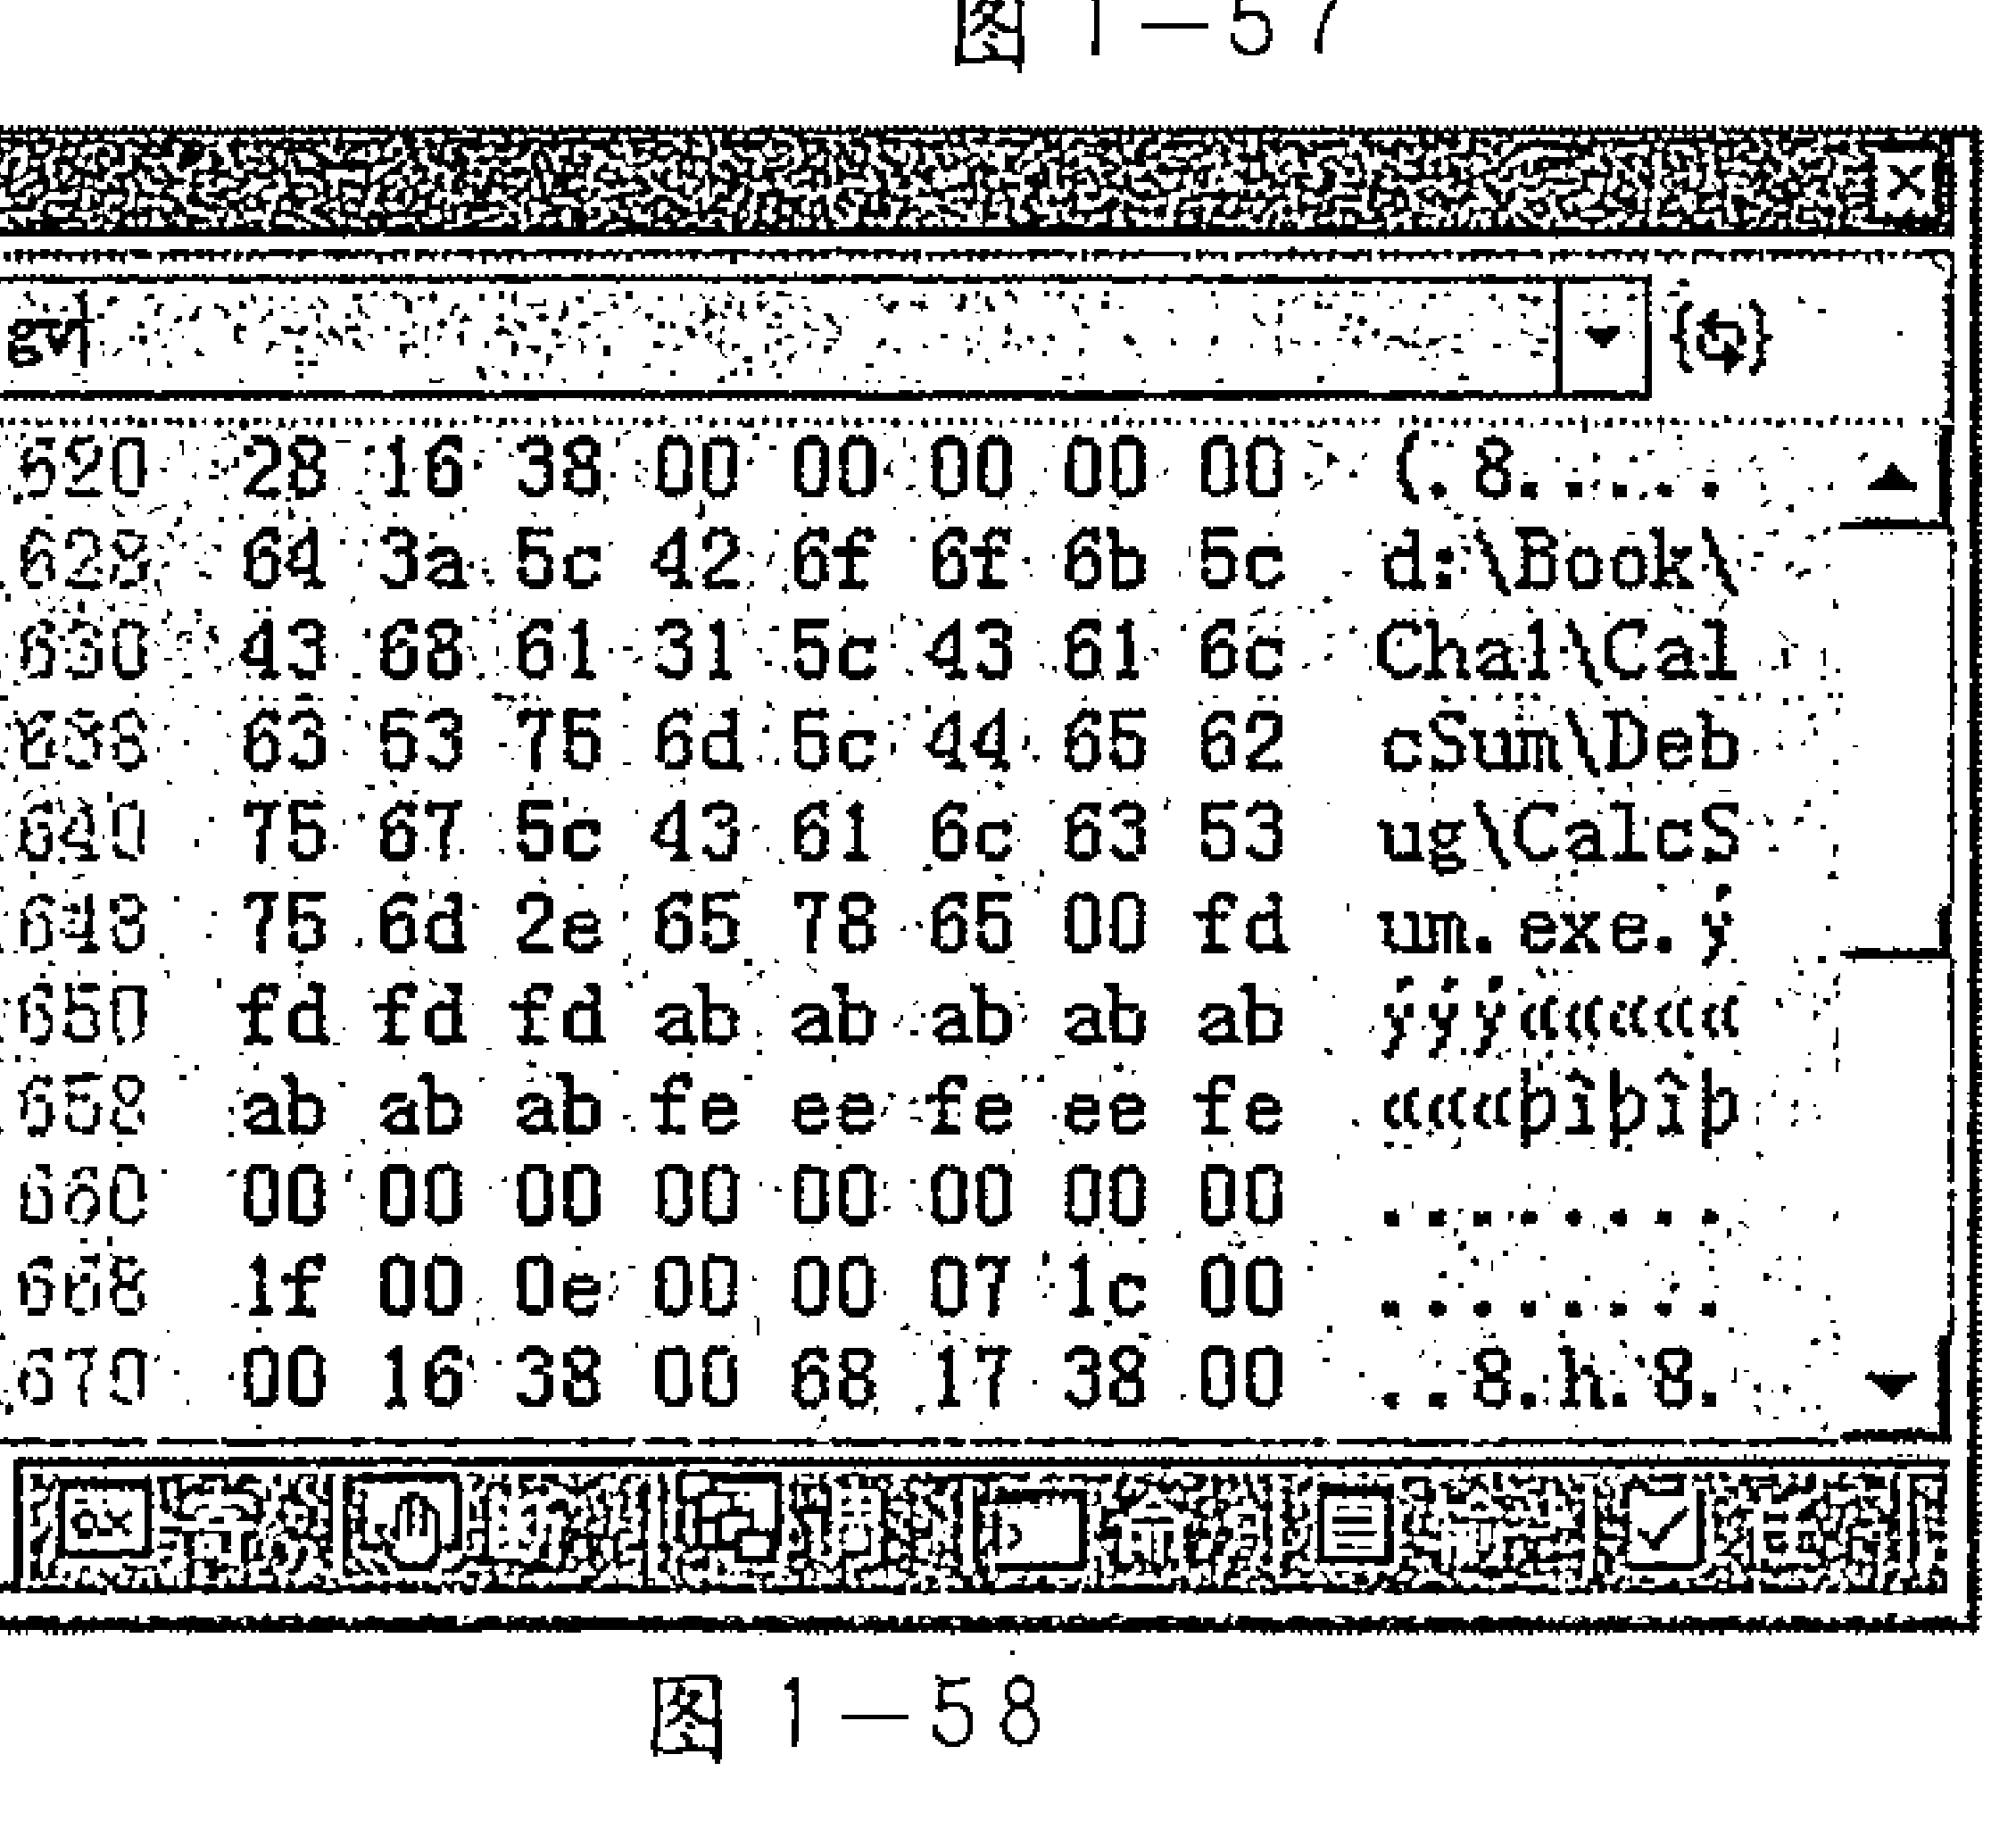 图 1-57
gv
620 28 16 38 00 00 00 00 00 (.8.....
628 64 3a 5c 42 6f 6f 6b 5c d:\Book\
630 43 68 61 31 5c 43 61 6c Cha1\Cal
638 63 53 75 6d 5c 44 65 62 cSum\Deb
640 75 67 5c 43 61 6c 63 53 ug\CalcS
648 75 6d 2e 65 78 65 00 fd um.exe.ý
650 fd fd fd ab ab ab ab ab ýýý«««««
658 ab ab ab fe ee fe ee fe «««þîþîþ
660 00 00 00 00 00 00 00 00 ........
668 1f 00 0e 00 00 07 1c 00 ........
670 00 16 38 00 68 17 38 00 ..8.h.8.
图 1-58